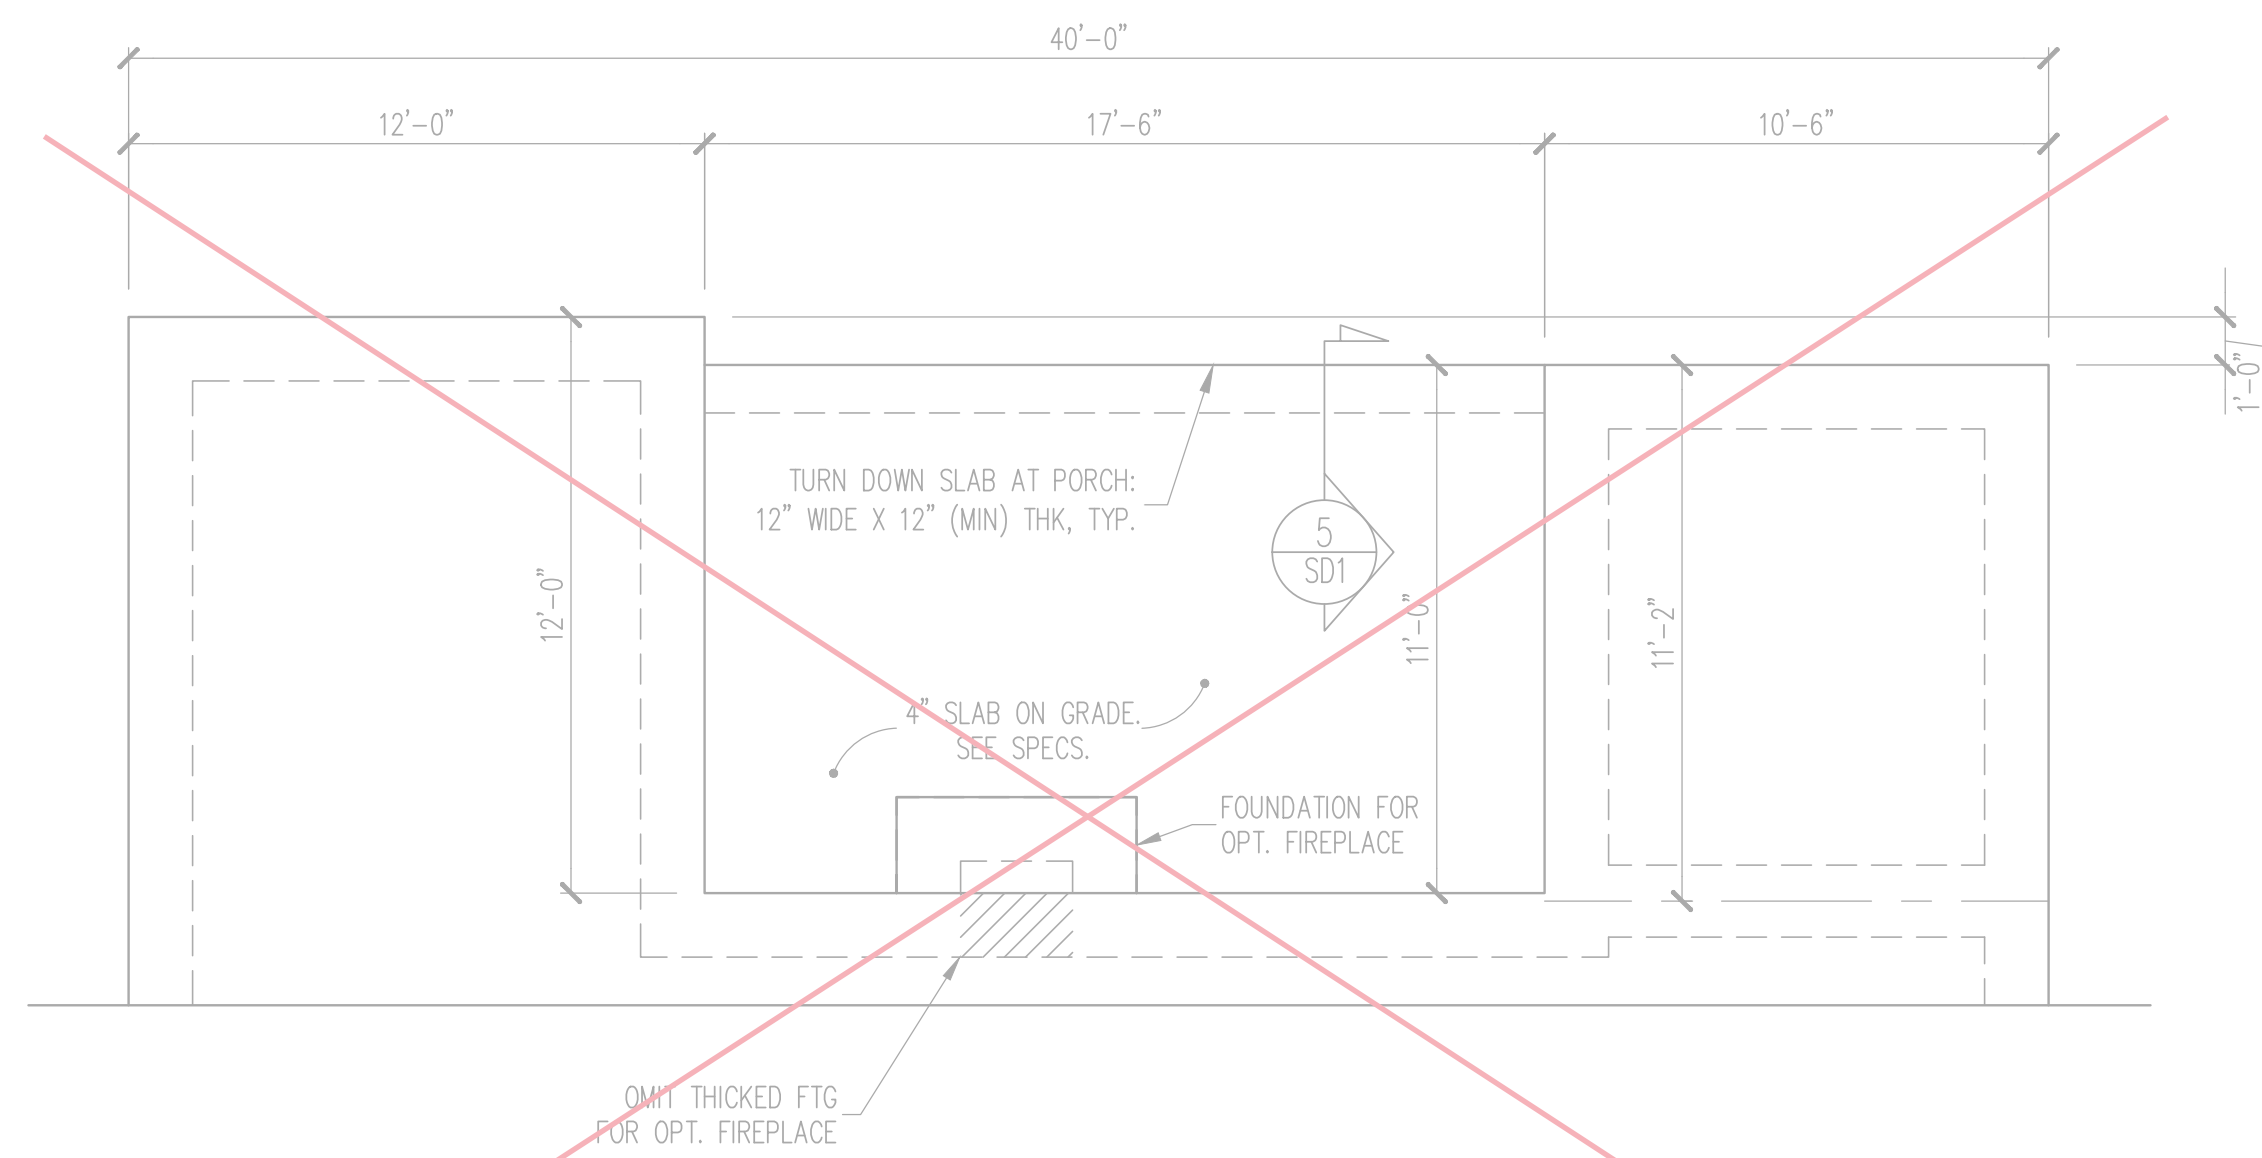 40'-0"
12'-0"
17'-6"
10'-6"
1'-0"
TURN DOWN SLAB AT PORCH:
12" WIDE X 12" (MIN) THK, TYP.
5
SD1
12'-0"
11'-0"
11'-2"
4" SLAB ON GRADE.
SEE SPECS.
FOUNDATION FOR
OPT. FIREPLACE
OMIT THICKED FTG
FOR OPT. FIREPLACE